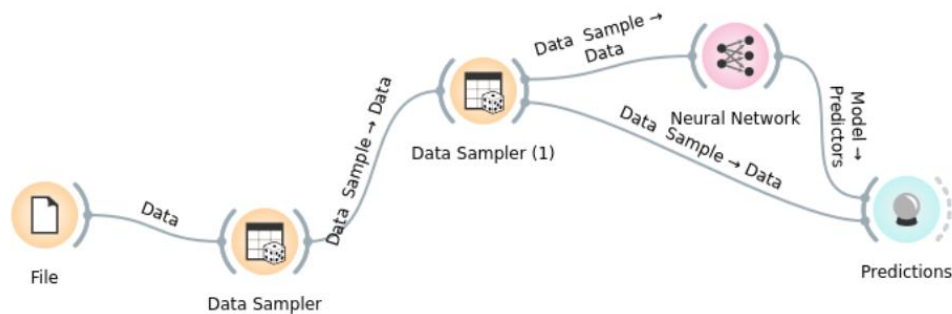 File
Data
Data Sampler
Data Sample → Data
Data Sampler (1)
Data Sample →
Data
Neural Network
Data Sample → Data
Model →
Predictors
Predictions